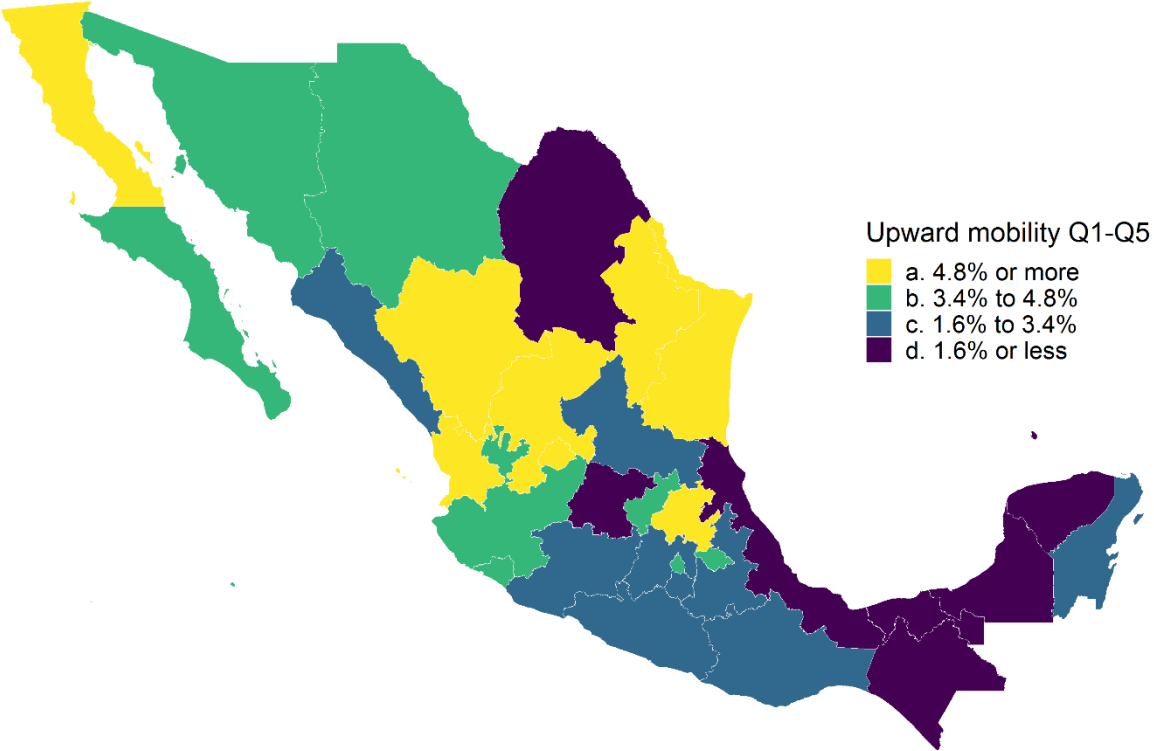 Upward mobility Q1-Q5
a. 4.8% or more
b. 3.4% to 4.8%
c. 1.6% to 3.4%
d. 1.6% or less